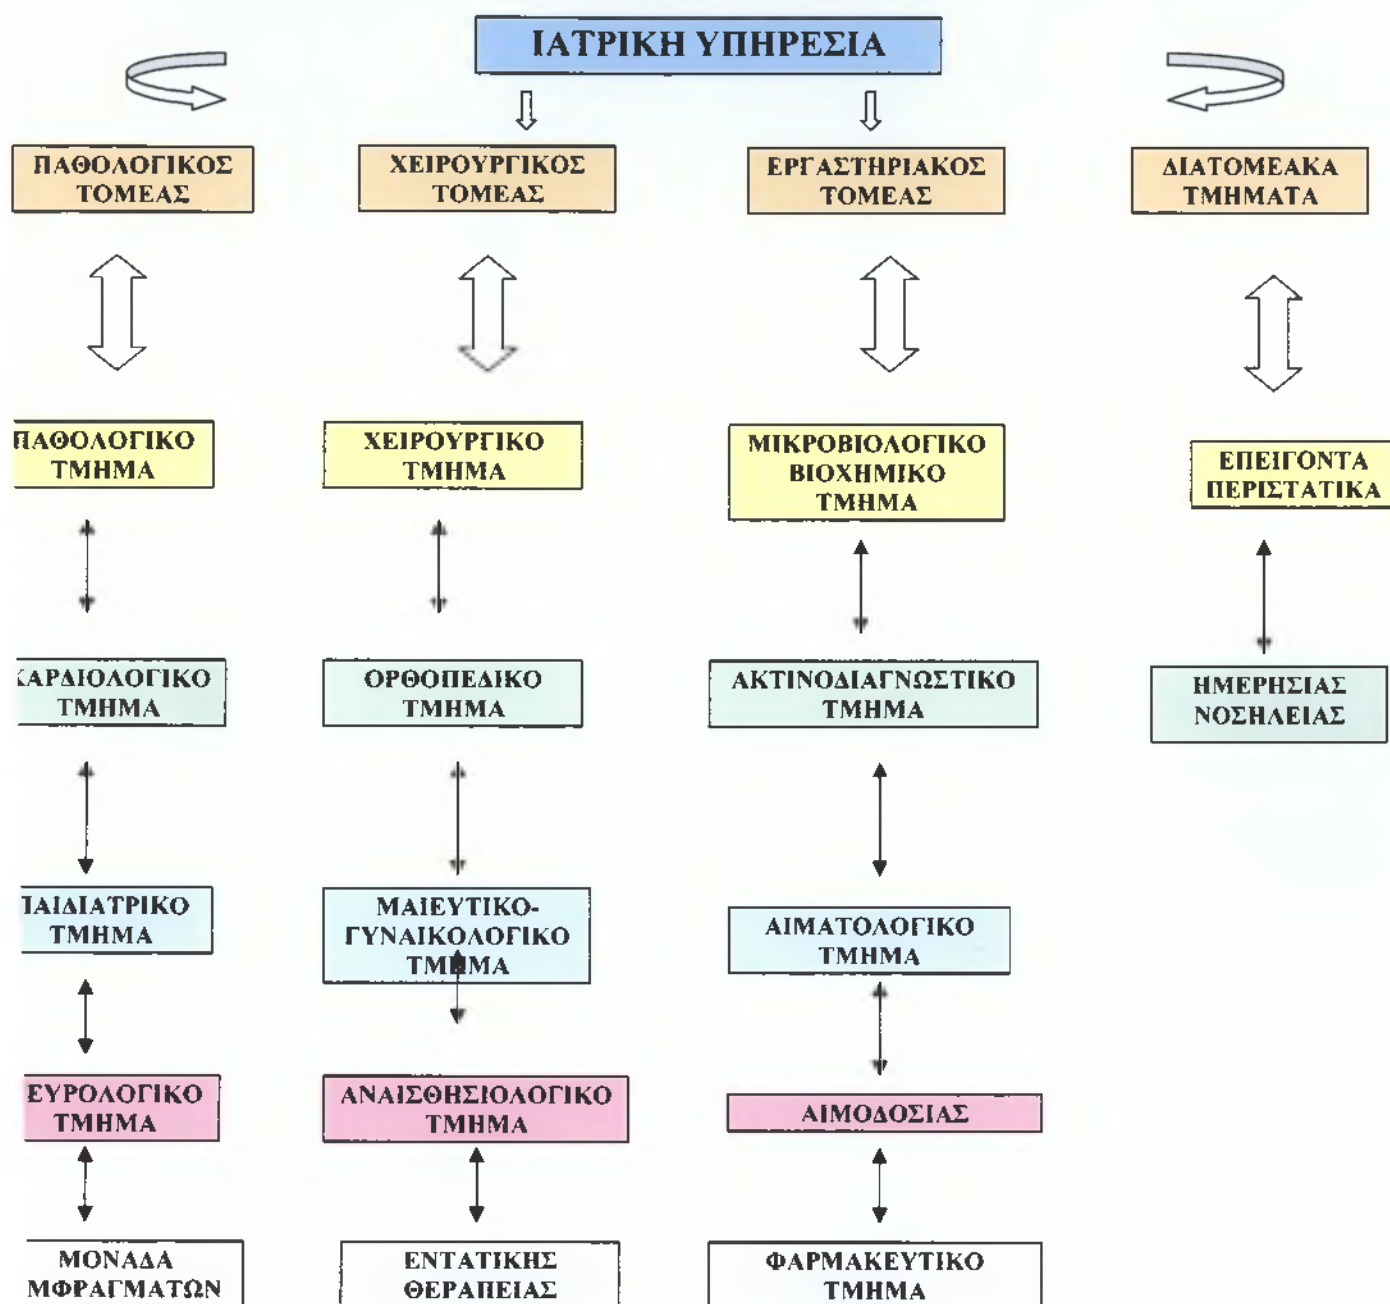 ΙΑΤΡΙΚΗ ΥΠΗΡΕΣΙΑ
ΠΑΘΟΛΟΓΙΚΟΣ
ΤΟΜΕΑΣ
ΧΕΙΡΟΥΡΓΙΚΟΣ
ΤΟΜΕΑΣ
ΕΡΓΑΣΤΗΡΙΑΚΟΣ
ΤΟΜΕΑΣ
ΔΙΑΤΟΜΕΑΚΑ
ΤΜΗΜΑΤΑ
ΠΑΘΟΛΟΓΙΚΟ
ΤΜΗΜΑ
ΧΕΙΡΟΥΡΓΙΚΟ
ΤΜΗΜΑ
ΜΙΚΡΟΒΙΟΛΟΓΙΚΟ
ΒΙΟΧΗΜΙΚΟ
ΤΜΗΜΑ
ΕΠΕΙΓΟΝΤΑ
ΠΕΡΙΣΤΑΤΙΚΑ
ΚΑΡΔΙΟΛΟΓΙΚΟ
ΤΜΗΜΑ
ΟΡΘΟΠΕΔΙΚΟ
ΤΜΗΜΑ
ΑΚΤΙΝΟΔΙΑΓΝΩΣΤΙΚΟ
ΤΜΗΜΑ
ΗΜΕΡΗΣΙΑΣ
ΝΟΣΗΛΕΙΑΣ
ΠΑΙΔΙΑΤΡΙΚΟ
ΤΜΗΜΑ
ΜΑΙΕΥΤΙΚΟ-
ΓΥΝΑΙΚΟΛΟΓΙΚΟ
ΤΜΗΜΑ
ΑΙΜΑΤΟΛΟΓΙΚΟ
ΤΜΗΜΑ
ΕΥΡΟΛΟΓΙΚΟ
ΤΜΗΜΑ
ΑΝΑΙΣΘΗΣΙΟΛΟΓΙΚΟ
ΤΜΗΜΑ
ΑΙΜΟΔΟΣΙΑΣ
ΜΟΝΑΔΑ
ΜΦΡΑΓΜΑΤΩΝ
ΕΝΤΑΤΙΚΗΣ
ΘΕΡΑΠΕΙΑΣ
ΦΑΡΜΑΚΕΥΤΙΚΟ
ΤΜΗΜΑ